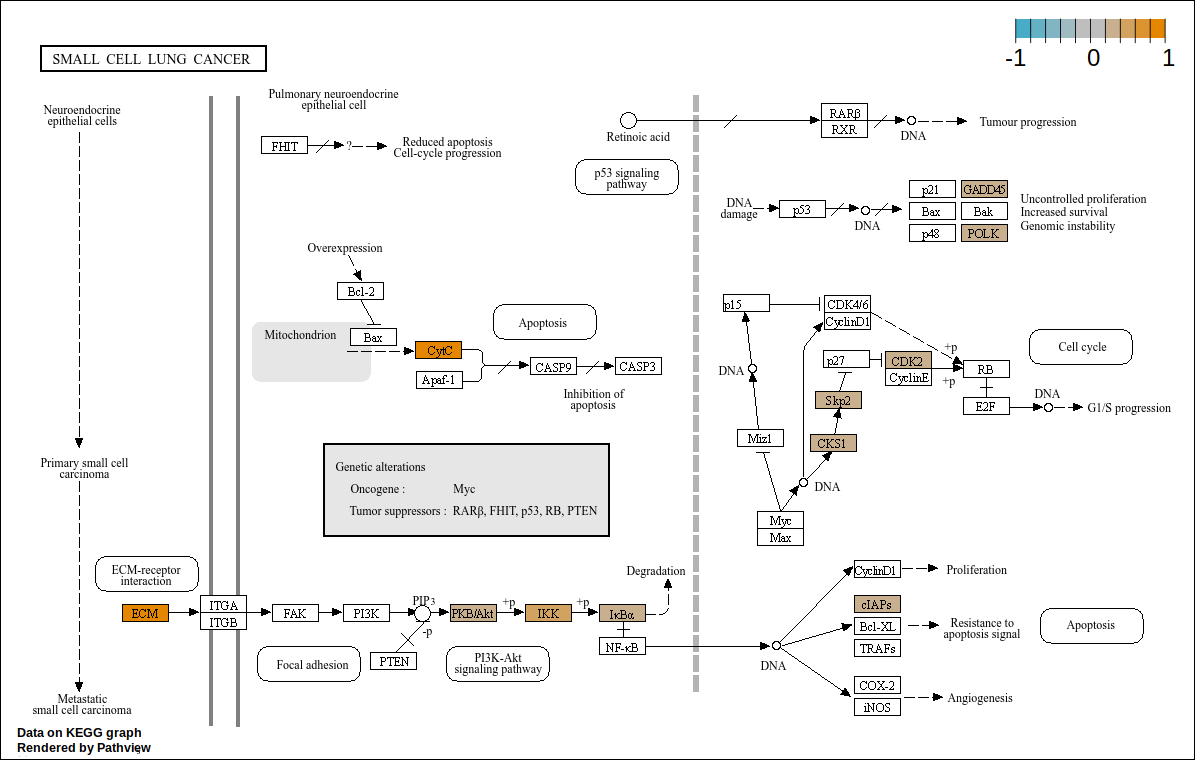 -1 0 1
SMALL CELL LUNG CANCER
Neuroendocrine
epithelial cells
Pulmonary neuroendocrine
epithelial cell
FHIT
?
Reduced apoptosis
Cell-cycle progression
Retinoic acid
RARβ
RXR
DNA
Tumour progression
p53 signaling
pathway
DNA
damage
p53
DNA
p21
GADD45
Bax
Bak
p48
POLK
Uncontrolled proliferation
Increased survival
Genomic instability
Overexpression
Bcl-2
Mitochondrion
Bax
CytC
Apaf-1
Apoptosis
CASP9
CASP3
Inhibition of
apoptosis
p15
CDK4/6
CyclinD1
DNA
p27
CDK2
CyclinE
+p
+p
RB
E2F
Cell cycle
DNA
G1/S progression
Skp2
CKS1
Miz1
DNA
Myc
Max
Primary small cell
carcinoma
Genetic alterations
Oncogene : Myc
Tumor suppressors : RARβ, FHIT, p53, RB, PTEN
ECM-receptor
interaction
ECM
ITGA
ITGB
FAK
PI3K
PIP3
-p
PTEN
PKB/Akt
+p
IKK
+p
IκBα
NF-κB
Degradation
Focal adhesion
PI3K-Akt
signaling pathway
DNA
CyclinD1
Proliferation
cIAPs
Bcl-XL
TRAFs
Resistance to
apoptosis signal
Apoptosis
COX-2
iNOS
Angiogenesis
Metastatic
small cell carcinoma
Data on KEGG graph
Rendered by Pathview